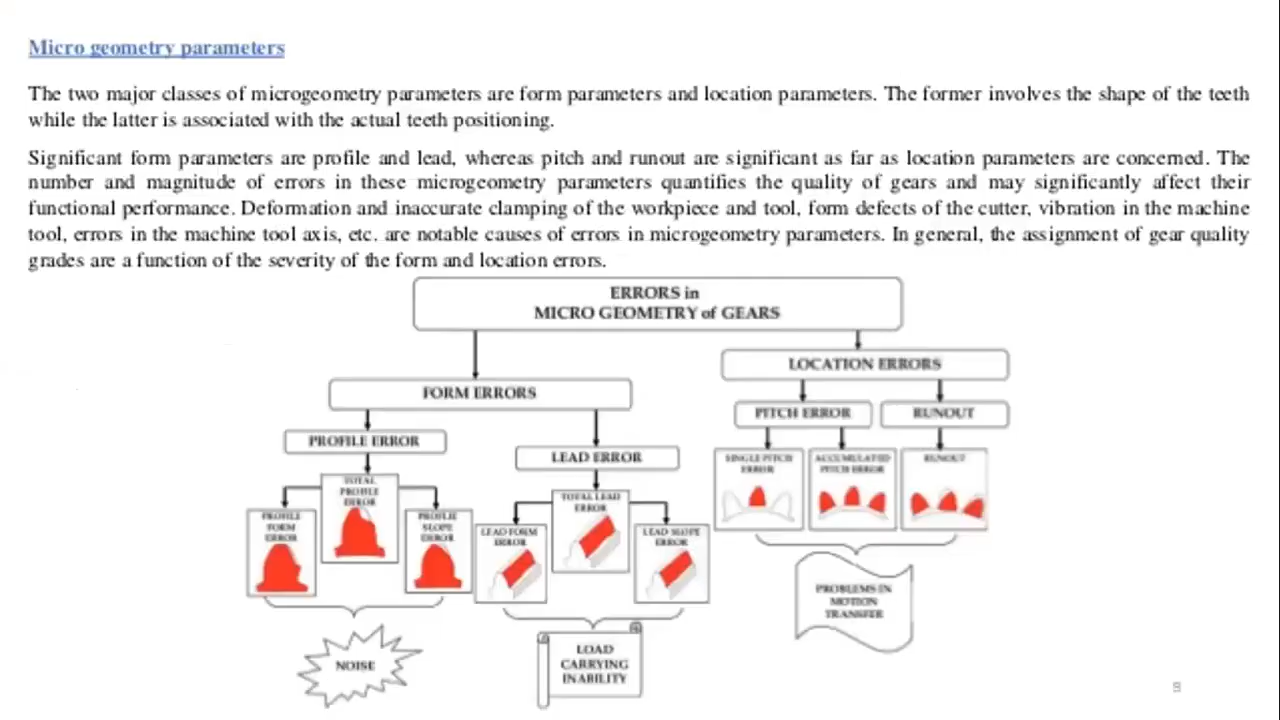 Micro geometry parameters
The two major classes of microgeometry parameters are form parameters and location parameters. The former involves the shape of the teeth
while the latter is associated with the actual teeth positioning.
Significant form parameters are profile and lead, whereas pitch and runout are significant as far as location parameters are concerned. The
number and magnitude of errors in these microgeometry parameters quantifies the quality of gears and may significantly affect their
functional performance. Deformation and inaccurate clamping of the workpiece and tool, form defects of the cutter, vibration in the machine
tool, errors in the machine tool axis, etc. are notable causes of errors in microgeometry parameters. In general, the assignment of gear quality
grades are a function of the severity of the form and location errors.
ERRORS in
MICRO GEOMETRY of GEARS
FORM ERRORS
LOCATION ERRORS
PROFILE ERROR
LEAD ERROR
PITCH ERROR
RUNOUT
PROFILE
FORM
ERROR
TOTAL
PROFILE
ERROR
PROFILE
SLOPE
ERROR
LEAD FORM
ERROR
TOTAL LEAD
ERROR
LEAD SLOPE
ERROR
SINGLE PITCH
ERROR
ACCUMULATED
PITCH ERROR
RUNOUT
NOISE
LOAD
CARRYING
INABILITY
PROBLEMS IN
MOTION
TRANSFER
9